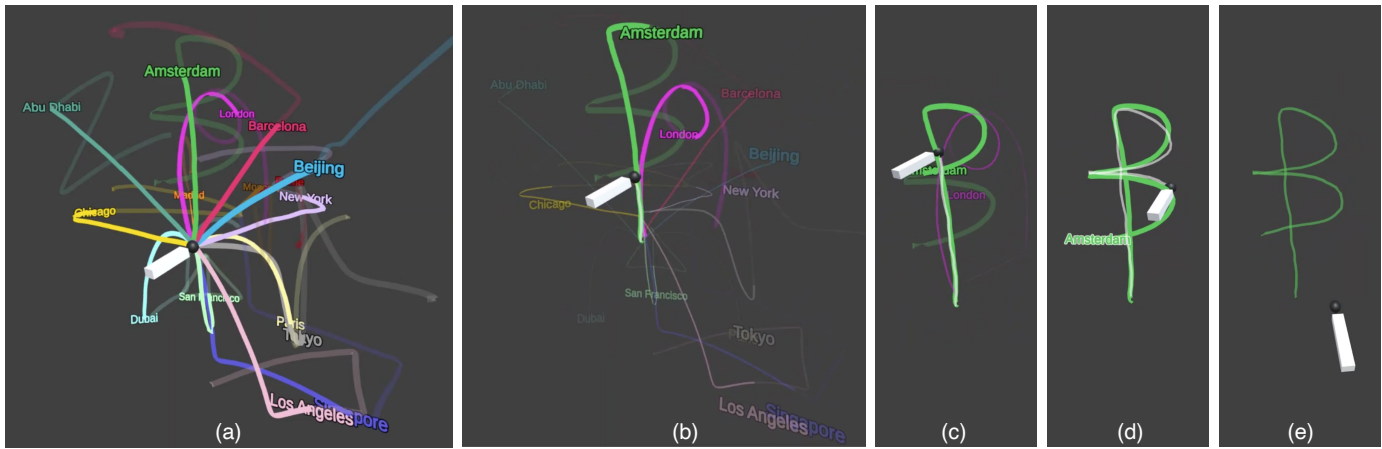 Amsterdam
Abu Dhabi
London
Barcelona
Beijing
Madrid
New York
Chicago
San Francisco
Dubai
Paris
Tokyo
Los Angeles
Singapore
(a)
Amsterdam
Abu Dhabi
Barcelona
London
Beijing
New York
Chicago
San Francisco
Dubai
Tokyo
Los Angeles
Singapore
(b)
Amsterdam
London
(c)
Amsterdam
(d)
(e)